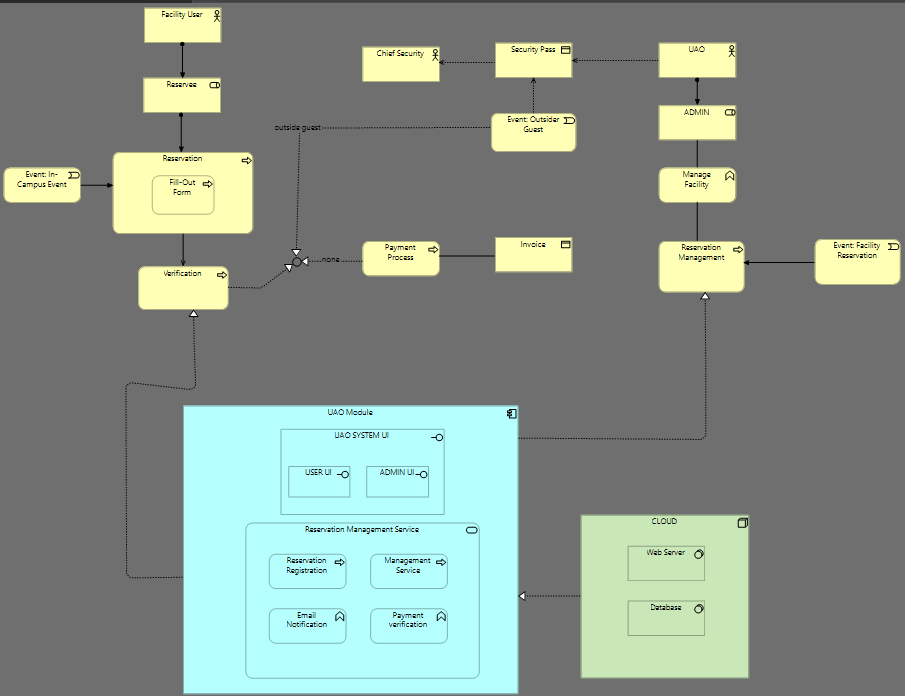 Facility User
Chief Security
Security Pass
UAO
Reservee
ADMIN
Event: Outsider
Guest
outside guest
Reservation
Event: In-
Campus Event
Fill-Out
Form
Manage
Facility
Payment
Process
Invoice
Reservation
Management
Event: Facility
Reservation
none
Verification
UAO Module
UAO SYSTEM UI
USER UI
ADMIN UI
Reservation Management Service
Reservation
Registration
Management
Service
Email
Notification
Payment
verification
CLOUD
Web Server
Database